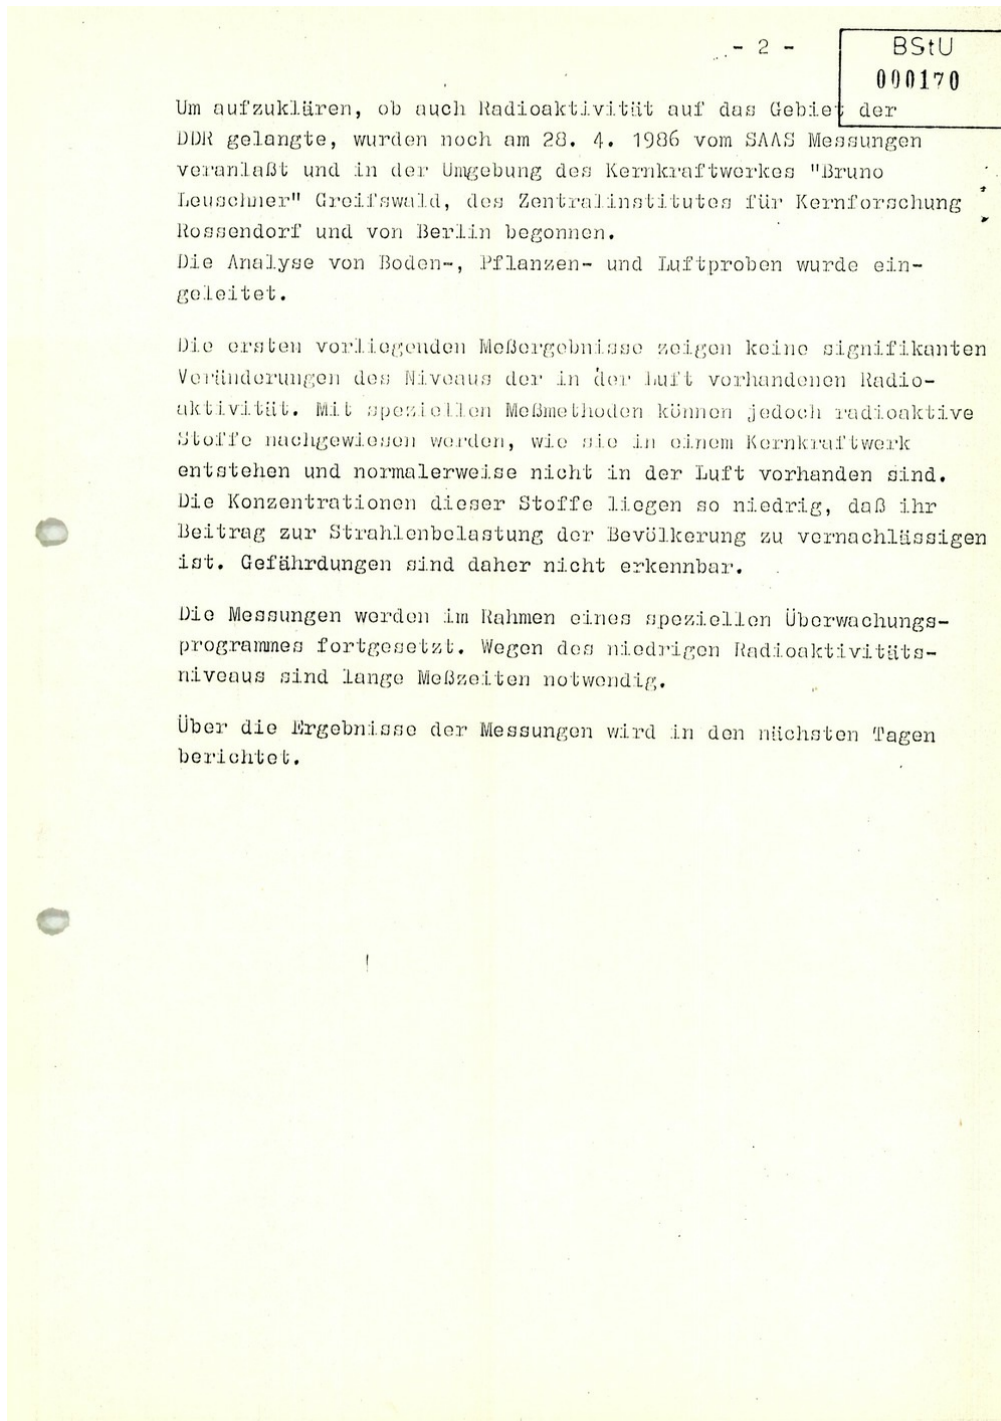 - 2 -
BStU
000170
Um aufzuklären, ob auch Radioaktivität auf das Gebiet der
DDR gelangte, wurden noch am 28. 4. 1986 vom SAAS Messungen
veranlaßt und in der Umgebung des Kernkraftwerkes "Bruno
Leuschner" Greifswald, des Zentralinstitutes für Kernforschung
Rossendorf und von Berlin begonnen.
Die Analyse von Boden-, Pflanzen- und Luftproben wurde ein-
geleitet.
Die ersten vorliegenden Meßergebnisse zeigen keine signifikanten
Veränderungen des Niveaus der in der Luft vorhandenen Radio-
aktivität. Mit speziellen Meßmethoden können jedoch radioaktive
Stoffe nachgewiesen werden, wie sie in einem Kernkraftwerk
entstehen und normalerweise nicht in der Luft vorhanden sind.
Die Konzentrationen dieser Stoffe liegen so niedrig, daß ihr
Beitrag zur Strahlenbelastung der Bevölkerung zu vernachlässigen
ist. Gefährdungen sind daher nicht erkennbar.
Die Messungen werden im Rahmen eines speziellen Überwachungs-
programmes fortgesetzt. Wegen des niedrigen Radioaktivitäts-
niveaus sind lange Meßzeiten notwendig.
Über die Ergebnisse der Messungen wird in den nächsten Tagen
berichtet.